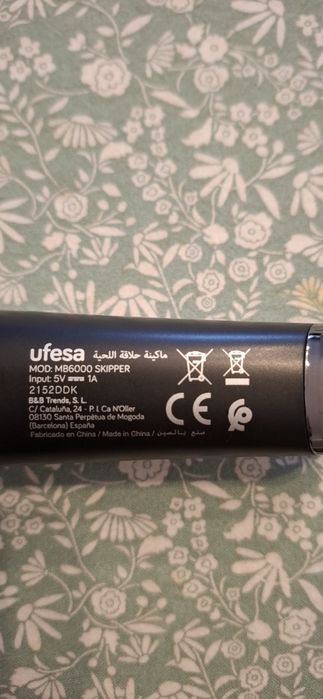 ufesa ماكينة حلاقة اللحية
MOD: MB6000 SKIPPER
Input: 5V ⎓ 1A
2152DDK
B&B Trends, S. L.
C/ Cataluña, 24 - P. I. Ca N'Oller
08130 Santa Perpètua de Mogoda
(Barcelona) España
Fabricado en China / Made in China / صنع بالصين
CE